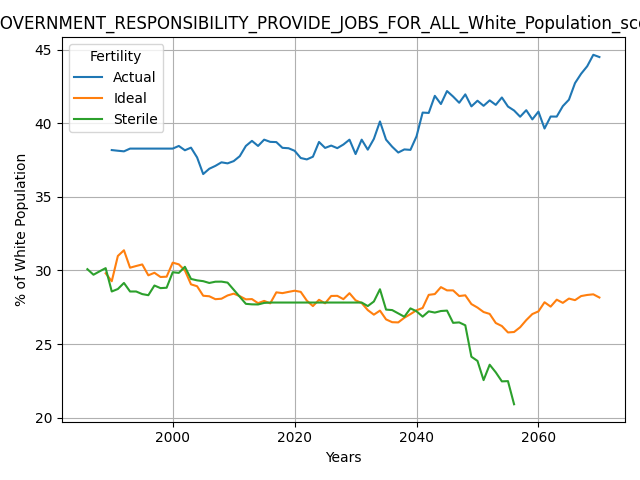 OVERNMENT_RESPONSIBILITY_PROVIDE_JOBS_FOR_ALL_White_Population_sc
Fertility
Actual
Ideal
Sterile
45
40
35
30
25
20
% of White Population
2000
2020
2040
2060
Years